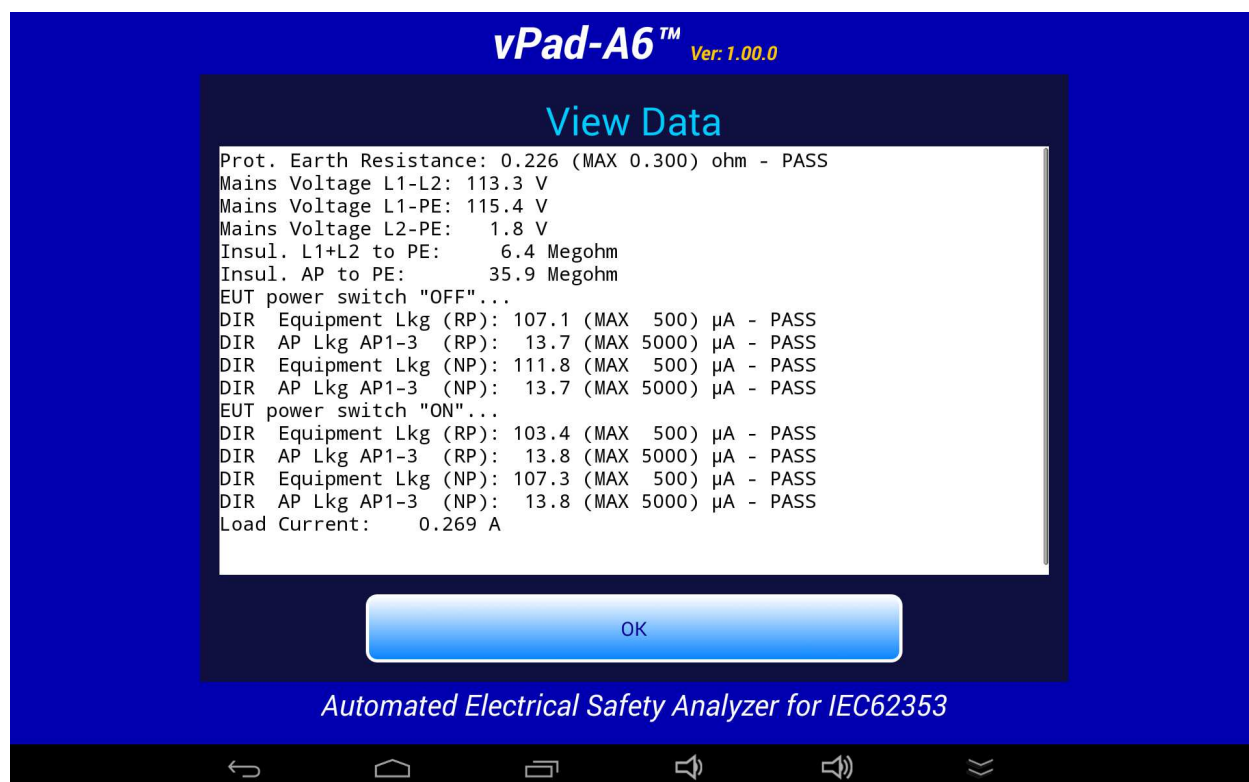 vPad-A6™ Ver: 1.00.0
View Data
Prot. Earth Resistance: 0.226 (MAX 0.300) ohm - PASS
Mains Voltage L1-L2: 113.3 V
Mains Voltage L1-PE: 115.4 V
Mains Voltage L2-PE:   1.8 V
Insul. L1+L2 to PE:     6.4 Megohm
Insul. AP to PE:       35.9 Megohm
EUT power switch "OFF"...
DIR  Equipment Lkg (RP): 107.1 (MAX  500) µA - PASS
DIR  AP Lkg AP1–3  (RP):  13.7 (MAX 5000) µA - PASS
DIR  Equipment Lkg (NP): 111.8 (MAX  500) µA - PASS
DIR  AP Lkg AP1–3  (NP):  13.7 (MAX 5000) µA - PASS
EUT power switch "ON"...
DIR  Equipment Lkg (RP): 103.4 (MAX  500) µA - PASS
DIR  AP Lkg AP1–3  (RP):  13.8 (MAX 5000) µA - PASS
DIR  Equipment Lkg (NP): 107.3 (MAX  500) µA - PASS
DIR  AP Lkg AP1–3  (NP):  13.8 (MAX 5000) µA - PASS
Load Current:    0.269 A
OK
Automated Electrical Safety Analyzer for IEC62353